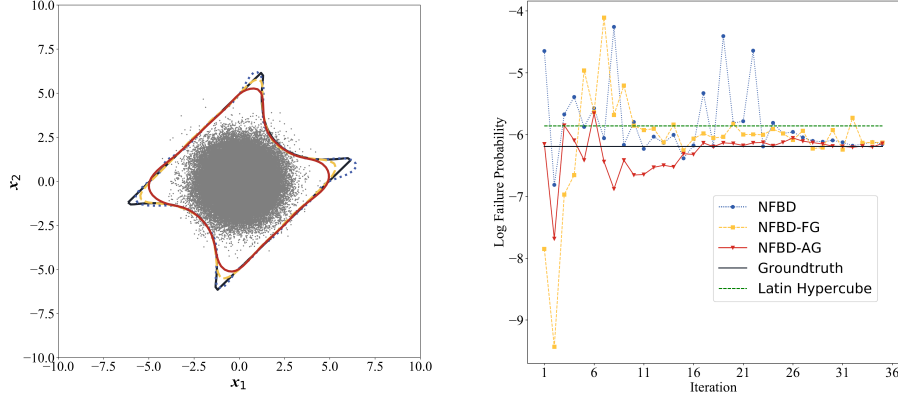 10.0
7.5
5.0
2.5
0.0
−2.5
−5.0
−7.5
−10.0
−10.0 −7.5 −5.0 −2.5 0.0 2.5 5.0 7.5 10.0
x1
x2
−4
−5
−6
−7
−8
−9
Log Failure Probability
NFBD
NFBD-FG
NFBD-AG
Groundtruth
Latin Hypercube
1 6 11 16 21 26 31 36
Iteration